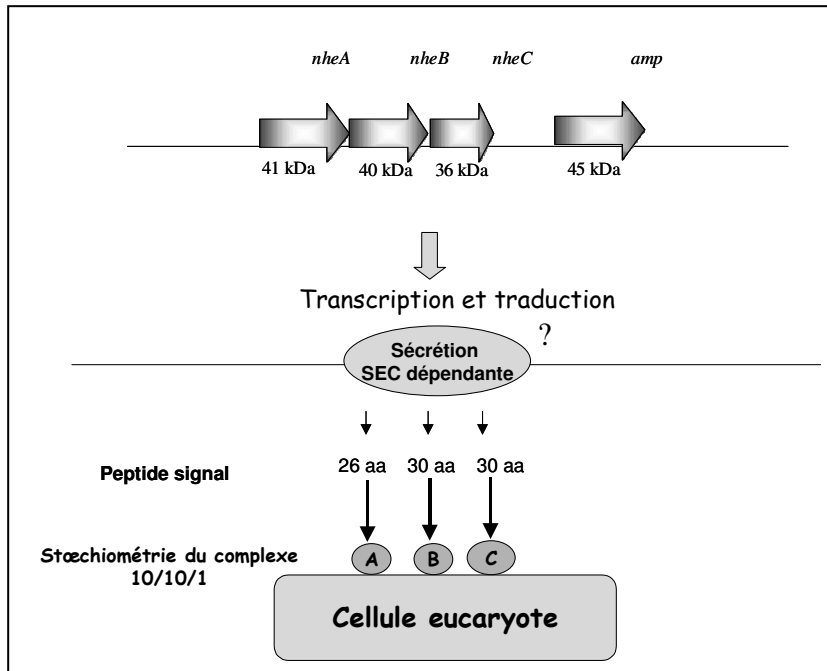 nheA nheB nheC amp
41 kDa 40 kDa 36 kDa 45 kDa
Transcription et traduction
?
Sécrétion
SEC dépendante
Peptide signal 26 aa 30 aa 30 aa
Stœchiométrie du complexe
10/10/1
A B C
Cellule eucaryote